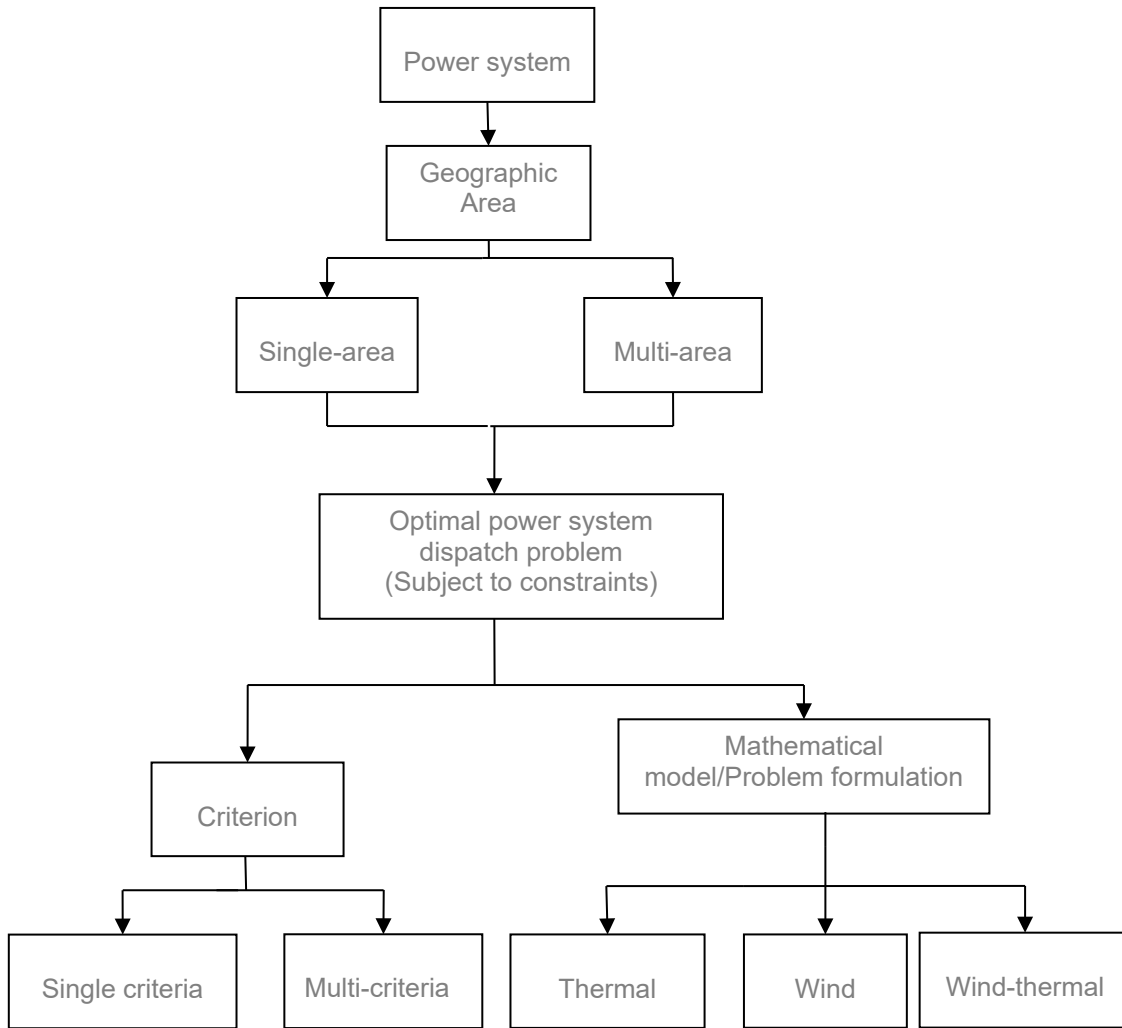 Power system
Geographic
Area
Single-area
Multi-area
Optimal power system
dispatch problem
(Subject to constraints)
Mathematical
model/Problem formulation
Criterion
Single criteria
Multi-criteria
Thermal
Wind
Wind-thermal